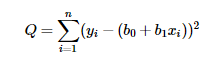 Q = \sum_{i=1}^{n} (y_i - (b_0 + b_1 x_i))^2